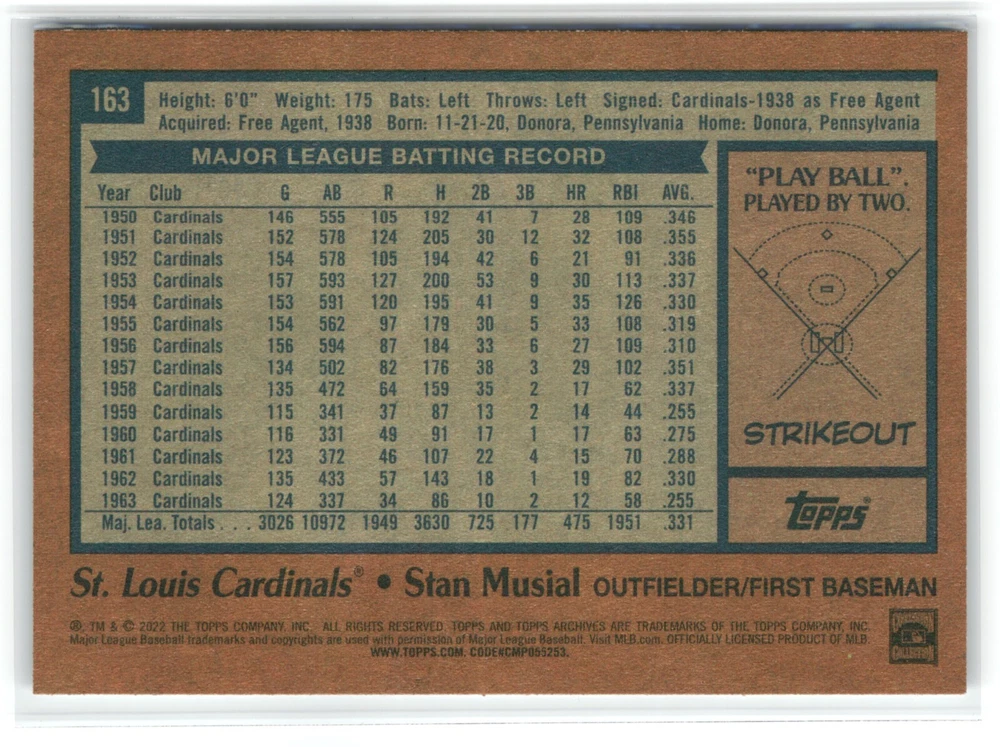 163
Height: 6'0" Weight: 175 Bats: Left Throws: Left Signed: Cardinals-1938 as Free Agent
Acquired: Free Agent, 1938 Born: 11-21-20, Donora, Pennsylvania Home: Donora, Pennsylvania
MAJOR LEAGUE BATTING RECORD
Year Club G AB R H 2B 3B HR RBI AVG.
1950 Cardinals 146 555 105 192 41 7 28 109 .346
1951 Cardinals 152 578 124 205 30 12 32 108 .355
1952 Cardinals 154 578 105 194 42 6 21 91 .336
1953 Cardinals 157 593 127 200 53 9 30 113 .337
1954 Cardinals 153 591 120 195 41 9 35 126 .330
1955 Cardinals 154 562 97 179 30 5 33 108 .319
1956 Cardinals 156 594 87 184 33 6 27 109 .310
1957 Cardinals 134 502 82 176 38 3 29 102 .351
1958 Cardinals 135 472 64 159 35 2 17 62 .337
1959 Cardinals 115 341 37 87 13 2 14 44 .255
1960 Cardinals 116 331 49 91 17 1 17 63 .275
1961 Cardinals 123 372 46 107 22 4 15 70 .288
1962 Cardinals 135 433 57 143 18 1 19 82 .330
1963 Cardinals 124 337 34 86 10 2 12 58 .255
Maj. Lea. Totals . . . 3026 10972 1949 3630 725 177 475 1951 .331
"PLAY BALL".
PLAYED BY TWO.
STRIKEOUT
Topps®
St. Louis Cardinals® • Stan Musial OUTFIELDER/FIRST BASEMAN
® TM & © 2022 THE TOPPS COMPANY, INC. ALL RIGHTS RESERVED. TOPPS AND TOPPS ARCHIVES ARE TRADEMARKS OF THE TOPPS COMPANY, INC.
Major League Baseball trademarks and copyrights are used with permission of Major League Baseball. Visit MLB.com. OFFICIALLY LICENSED PRODUCT OF MLB.
WWW.TOPPS.COM. CODE#CMP055253.
COOPERSTOWN
COLLECTION